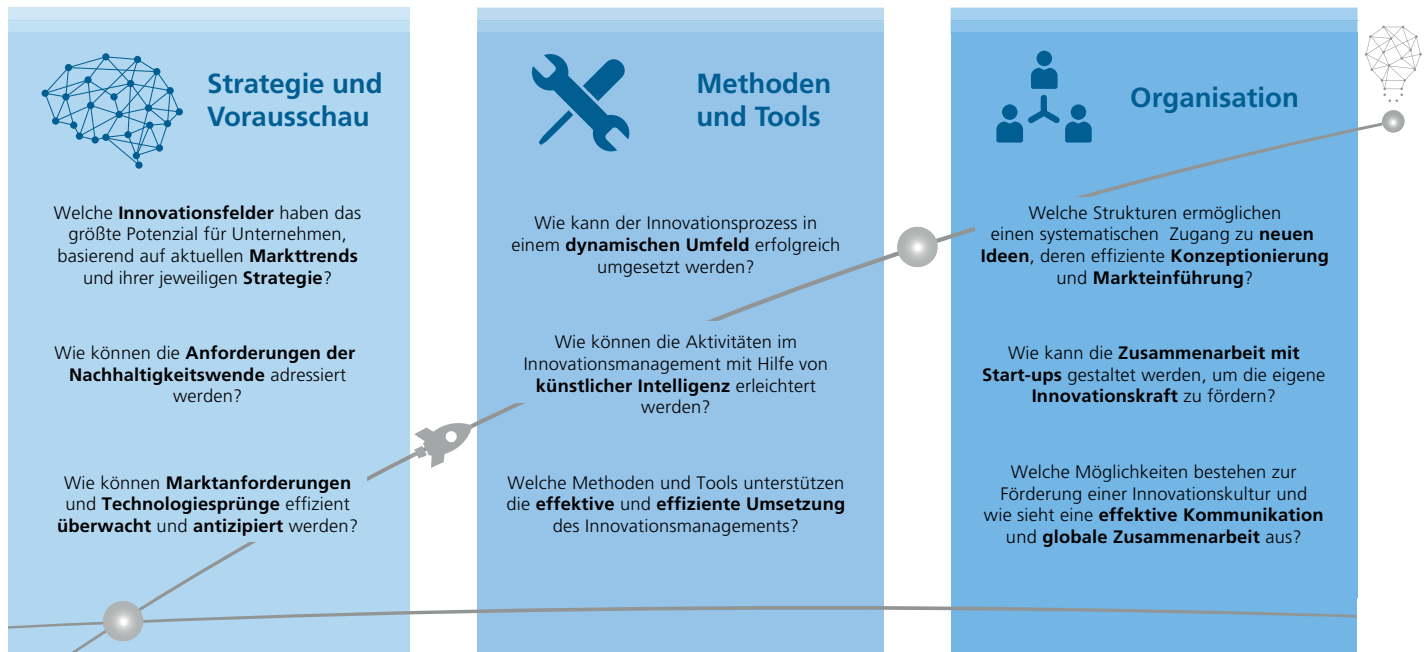 Strategie und
Vorausschau
Welche Innovationsfelder haben das
größte Potenzial für Unternehmen,
basierend auf aktuellen Markttrends
und ihrer jeweiligen Strategie?
Wie können die Anforderungen der
Nachhaltigkeitswende adressiert
werden?
Wie können Marktanforderungen
und Technologiesprünge effizient
überwacht und antizipiert werden?
Methoden
und Tools
Wie kann der Innovationsprozess in
einem dynamischen Umfeld erfolgreich
umgesetzt werden?
Wie können die Aktivitäten im
Innovationsmanagement mit Hilfe von
künstlicher Intelligenz erleichtert
werden?
Welche Methoden und Tools unterstützen
die effektive und effiziente Umsetzung
des Innovationsmanagements?
Organisation
Welche Strukturen ermöglichen
einen systematischen Zugang zu neuen
Ideen, deren effiziente Konzeptionierung
und Markteinführung?
Wie kann die Zusammenarbeit mit
Start-ups gestaltet werden, um die eigene
Innovationskraft zu fördern?
Welche Möglichkeiten bestehen zur
Förderung einer Innovationskultur und
wie sieht eine effektive Kommunikation
und globale Zusammenarbeit aus?